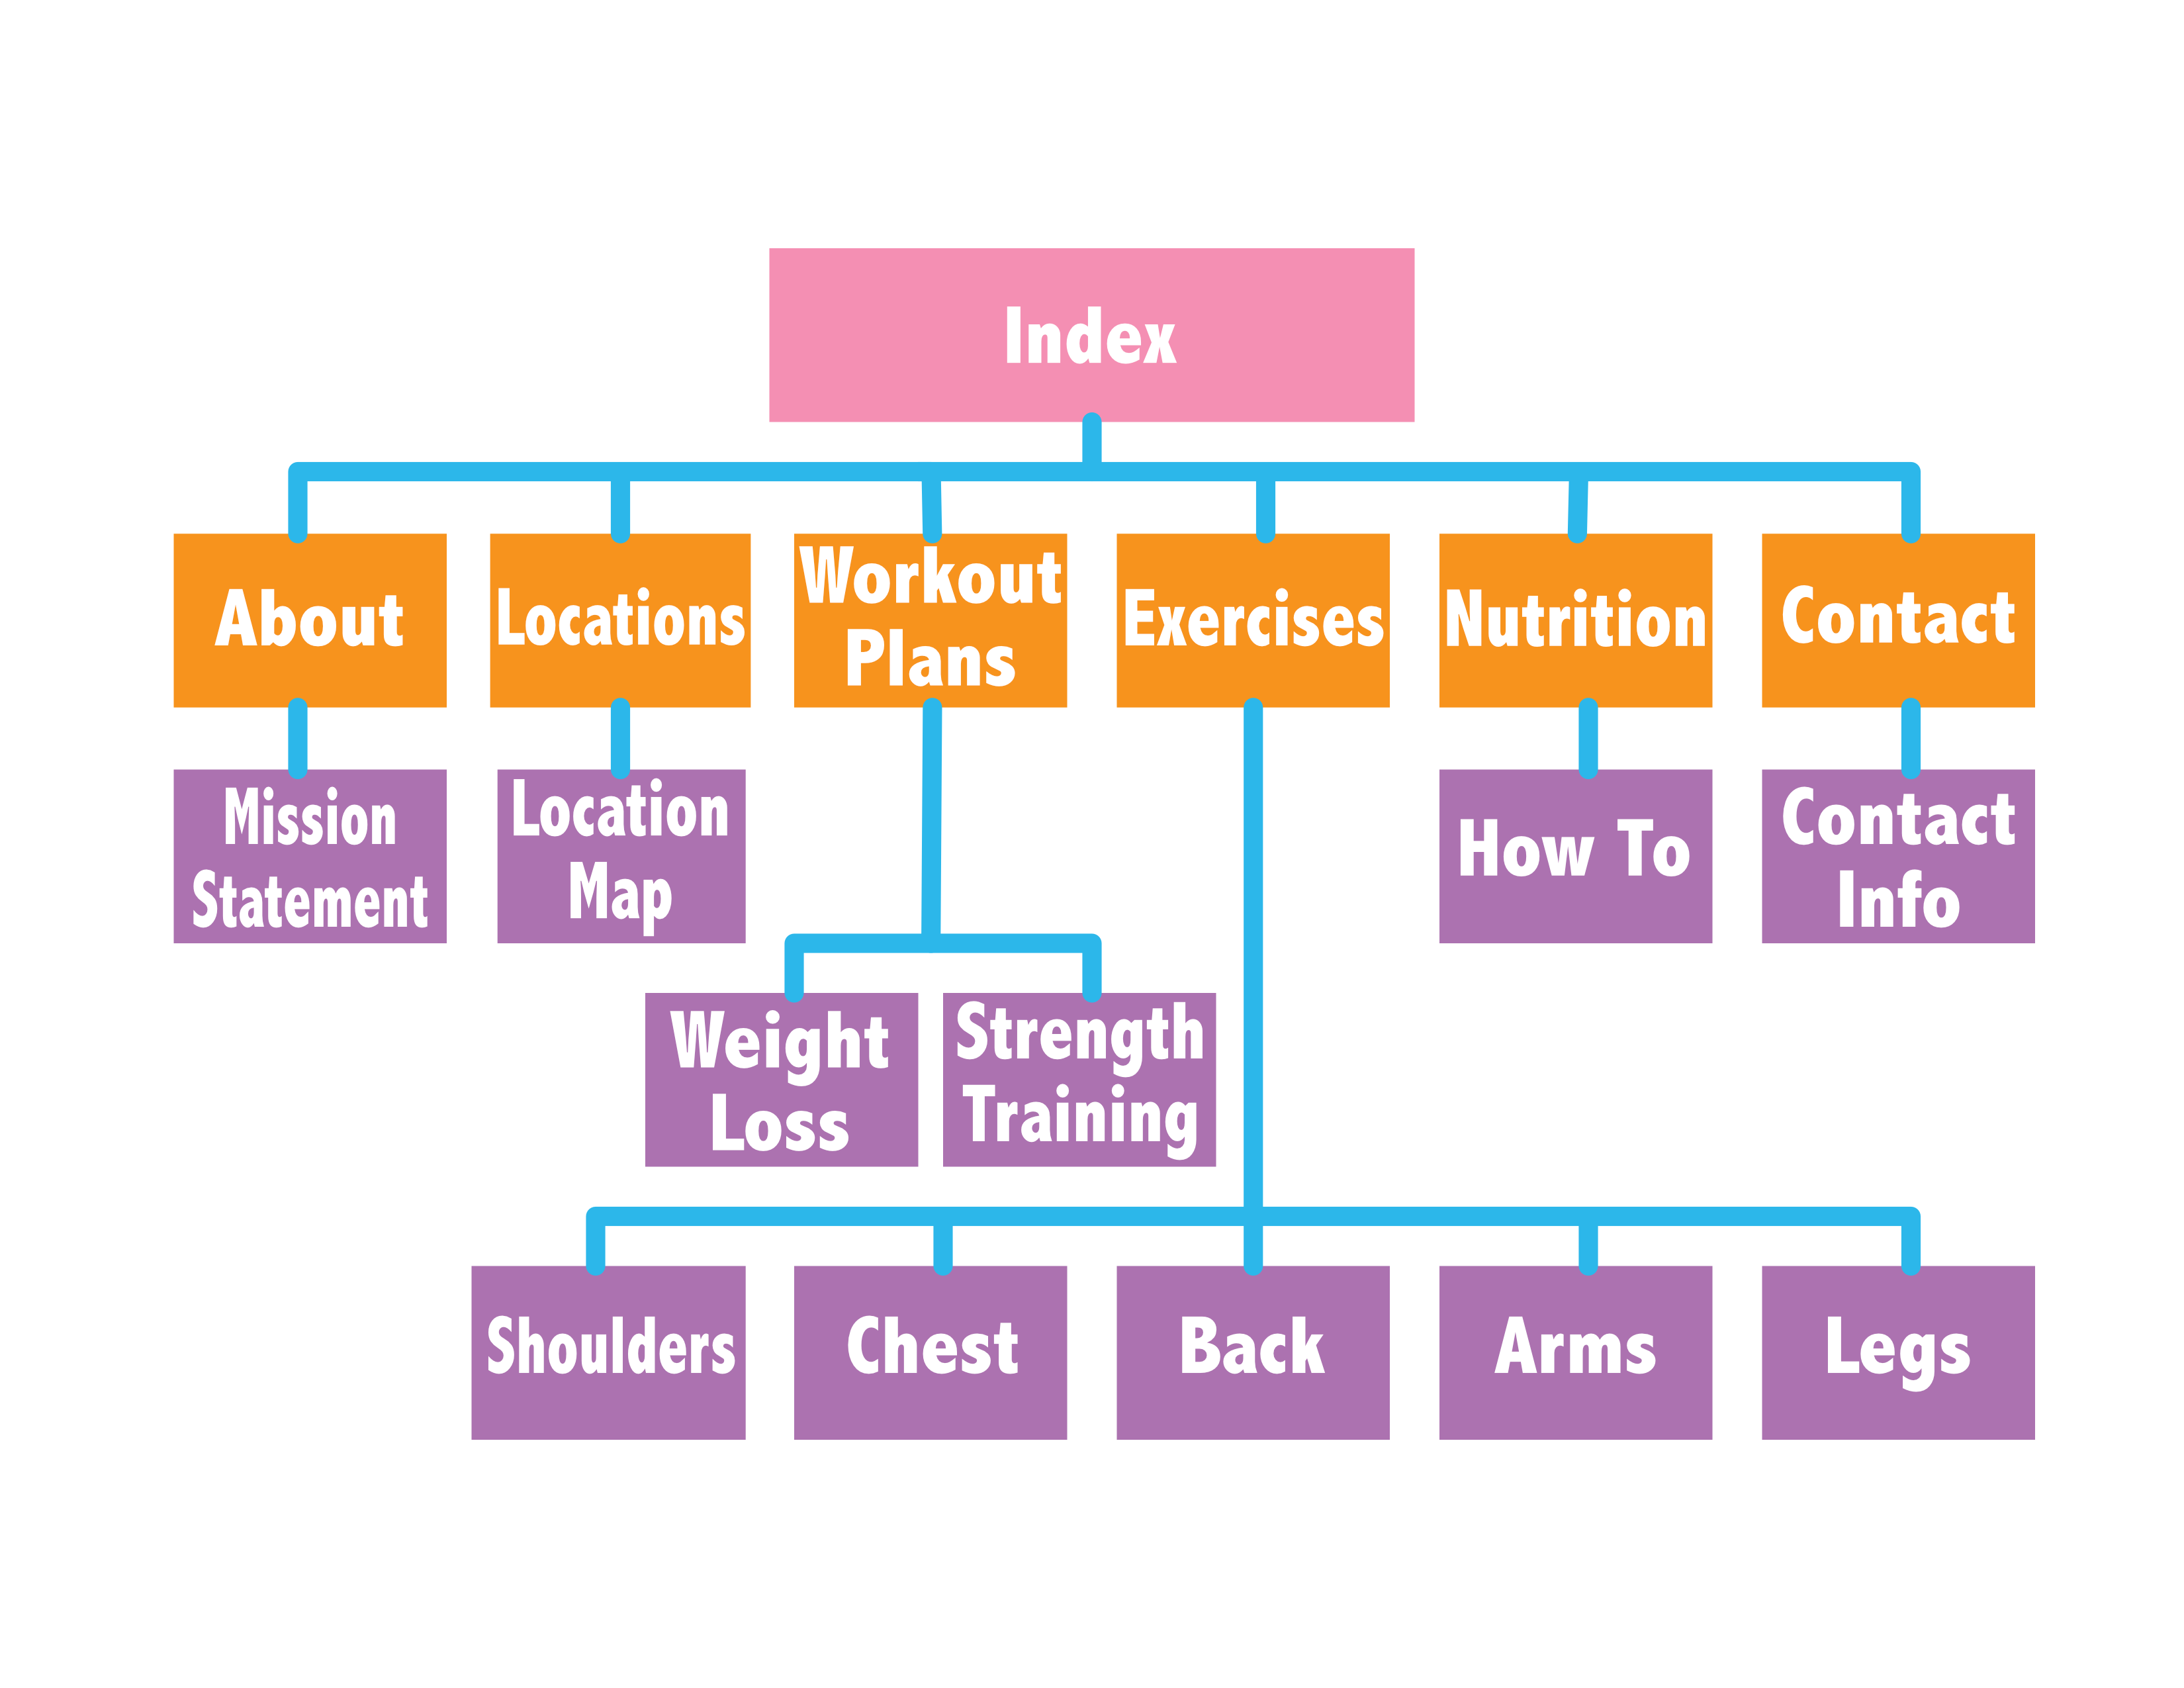 Index
About
Locations
Workout
Plans
Exercises
Nutrition
Contact
Mission
Statement
Location
Map
How To
Contact
Info
Weight
Loss
Strength
Training
Shoulders
Chest
Back
Arms
Legs